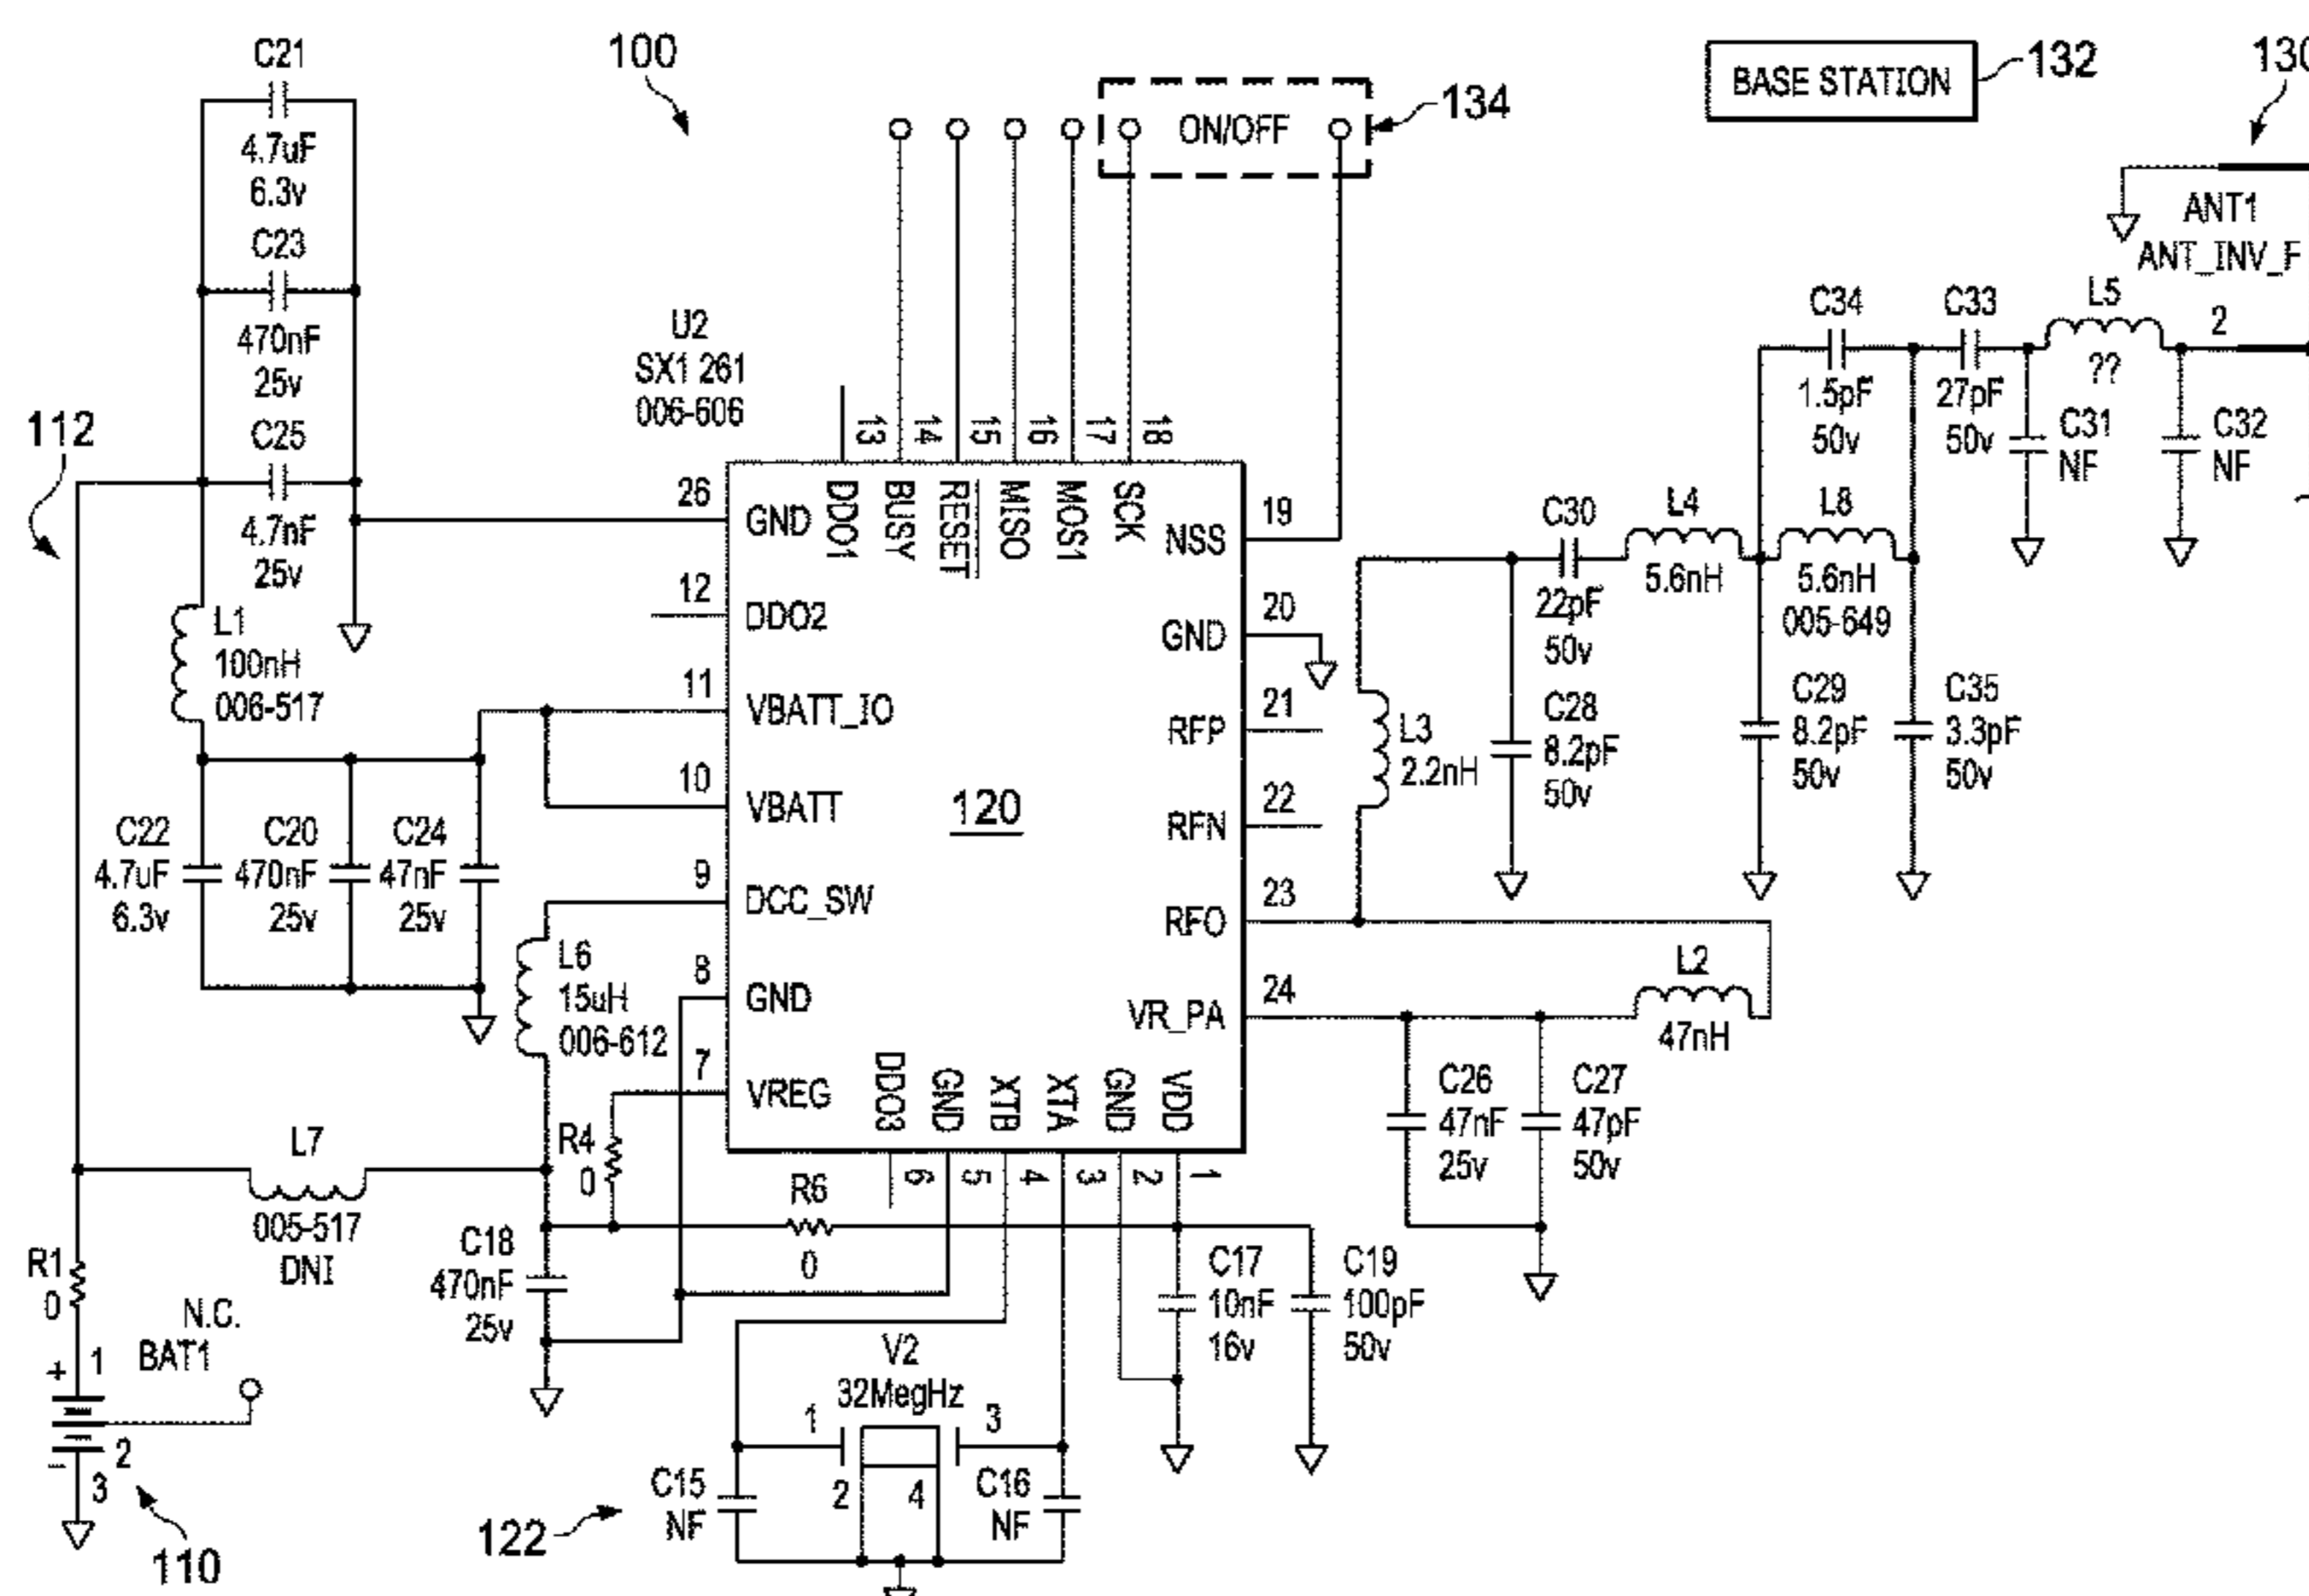 C21
4.7uF
6.3v
C23
470nF
25v
C25
4.7nF
25v
112
L1
100nH
006-517
C22
4.7uF
6.3v
C20
470nF
25v
C24
47nF
25v
L6
15uH
006-612
L7
005-517
DNI
R1
0
N.C.
BAT1
+
1
2
-
3
110
C18
470nF
25v
R4
0
R6
0
100
134
ON/OFF
U2
SX1 261
006-606
13
14
15
16
17
18
DDO1
BUSY
RESET
MISO
MOS1
SCK
26
GND
12
DDO2
11
VBATT_IO
10
VBATT
9
DCC_SW
8
GND
7
VREG
120
19
NSS
20
GND
21
RFP
22
RFN
23
RFO
24
VR_PA
DDO3
GND
XTB
XTA
GND
VDD
6
5
4
3
2
1
C17
10nF
16v
C19
100pF
50v
V2
32MegHz
1
3
2
4
C15
NF
C16
NF
122
BASE STATION
132
130
ANT1
ANT_INV_F
2
L5
??
C34
1.5pF
50v
C33
27pF
50v
C31
NF
C32
NF
C30
22pF
50v
L4
5.6nH
L8
5.6nH
005-649
L3
2.2nH
C28
8.2pF
50v
C29
8.2pF
50v
C35
3.3pF
50v
L2
47nH
C26
47nF
25v
C27
47pF
50v